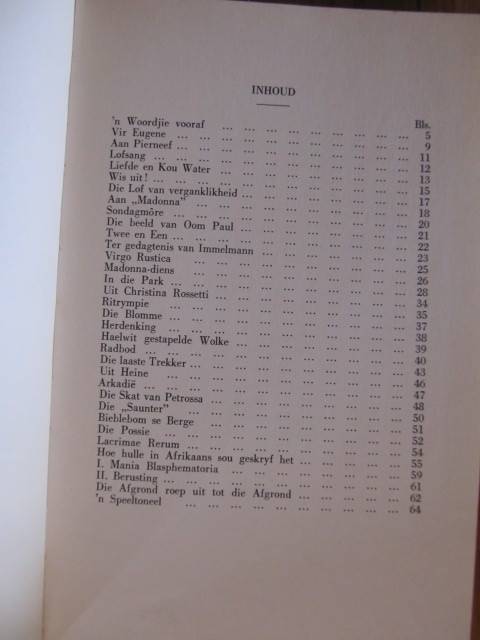 INHOUD
Bls.
'n Woordjie vooraf ... ... ... ... ... ... ... ... ... 5
Vir Eugene ... ... ... ... ... ... ... ... ... ... 9
Aan Pierneef ... ... ... ... ... ... ... ... ... 11
Lofsang ... ... ... ... ... ... ... ... ... ... ... 12
Liefde en Kou Water ... ... ... ... ... ... ... ... 13
Wis uit! ... ... ... ... ... ... ... ... ... ... ... 15
Die Lof van verganklikheid ... ... ... ... ... ... ... 17
Aan „Madonna" ... ... ... ... ... ... ... ... ... 18
Sondagmôre ... ... ... ... ... ... ... ... ... ... 20
Die beeld van Oom Paul ... ... ... ... ... ... ... 21
Twee en Een ... ... ... ... ... ... ... ... ... ... 22
Ter gedagtenis van Immelmann ... ... ... ... ... ... 23
Virgo Rustica ... ... ... ... ... ... ... ... ... 25
Madonna-diens ... ... ... ... ... ... ... ... ... 26
In die Park ... ... ... ... ... ... ... ... ... ... 28
Uit Christina Rossetti ... ... ... ... ... ... ... ... 34
Ritrympie ... ... ... ... ... ... ... ... ... ... 35
Die Blomme ... ... ... ... ... ... ... ... ... ... 37
Herdenking ... ... ... ... ... ... ... ... ... ... 38
Haelwit gestapelde Wolke ... ... ... ... ... ... ... 39
Radbod ... ... ... ... ... ... ... ... ... ... ... 40
Die laaste Trekker ... ... ... ... ... ... ... ... ... 43
Uit Heine ... ... ... ... ... ... ... ... ... ... 46
Arkadië ... ... ... ... ... ... ... ... ... ... ... 47
Die Skat van Petrossa ... ... ... ... ... ... ... ... 48
Die „Saunter" ... ... ... ... ... ... ... ... ... 50
Bieblebom se Berge ... ... ... ... ... ... ... ... 51
Die Possie ... ... ... ... ... ... ... ... ... ... 52
Lacrimae Rerum ... ... ... ... ... ... ... ... ... 54
Hoe hulle in Afrikaans sou geskryf het ... ... ... ... ... 55
I. Mania Blasphematoria ... ... ... ... ... ... ... 59
II. Berusting ... ... ... ... ... ... ... ... ... ... 61
Die Afgrond roep uit tot die Afgrond ... ... ... ... ... 62
'n Speeltoneel ... ... ... ... ... ... ... ... ... 64